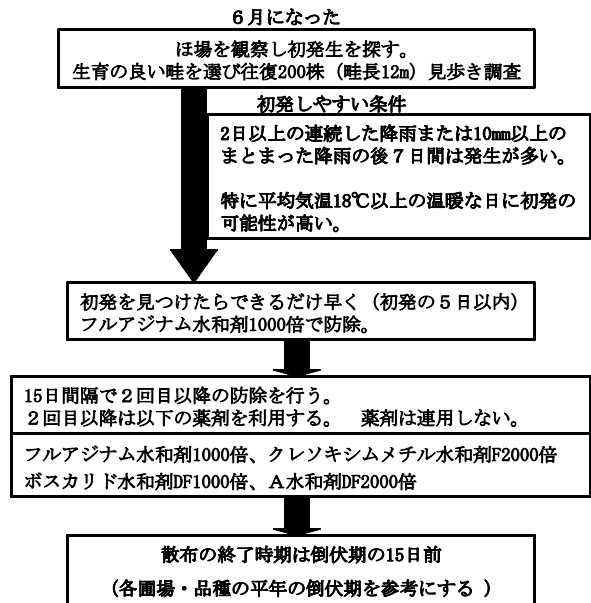 ６月になった
ほ場を観察し初発生を探す。
生育の良い畦を選び往復200株（畦長12m）見歩き調査
初発しやすい条件
2日以上の連続した降雨または10mm以上の
まとまった降雨の後７日間は発生が多い。
特に平均気温18℃以上の温暖な日に初発の
可能性が高い。
初発を見つけたらできるだけ早く（初発の５日以内）
フルアジナム水和剤1000倍で防除。
15日間隔で２回目以降の防除を行う。
２回目以降は以下の薬剤を利用する。　薬剤は連用しない。
フルアジナム水和剤1000倍、クレソキシムメチル水和剤F2000倍
ボスカリド水和剤DF1000倍、Ａ水和剤DF2000倍
散布の終了時期は倒伏期の15日前
（各圃場・品種の平年の倒伏期を参考にする ）